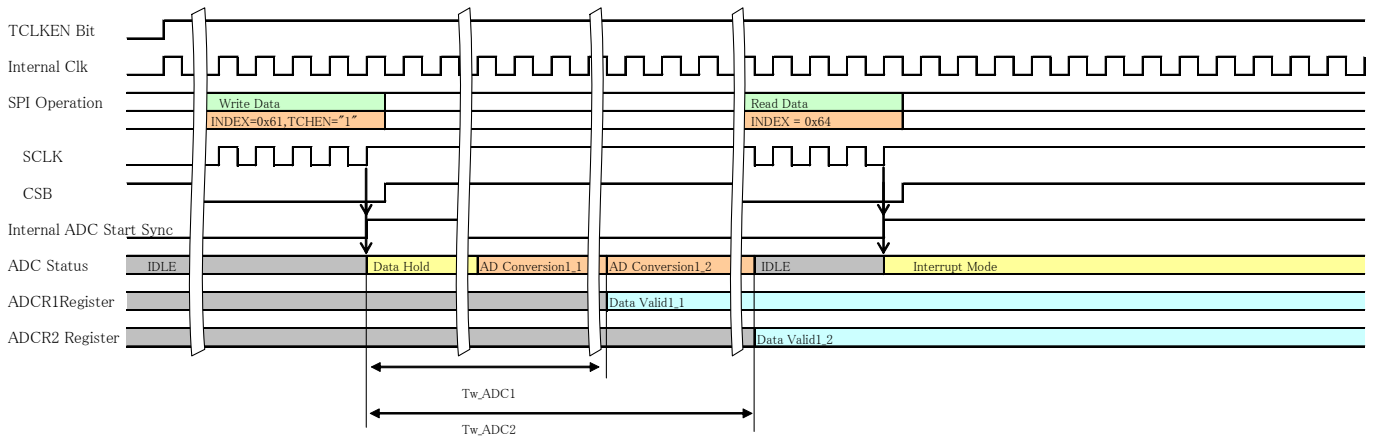 TCLKEN Bit
Internal Clk
SPI Operation
Write Data
Read Data
INDEX=0x61,TCHEN="1"
INDEX = 0x64
SCLK
CSB
Internal ADC Start Sync
ADC Status
IDLE
Data Hold
AD Conversion1_1
AD Conversion1_2
IDLE
Interrupt Mode
ADCR1Register
Data Valid1_1
ADCR2 Register
Data Valid1_2
Tw_ADC1
Tw_ADC2